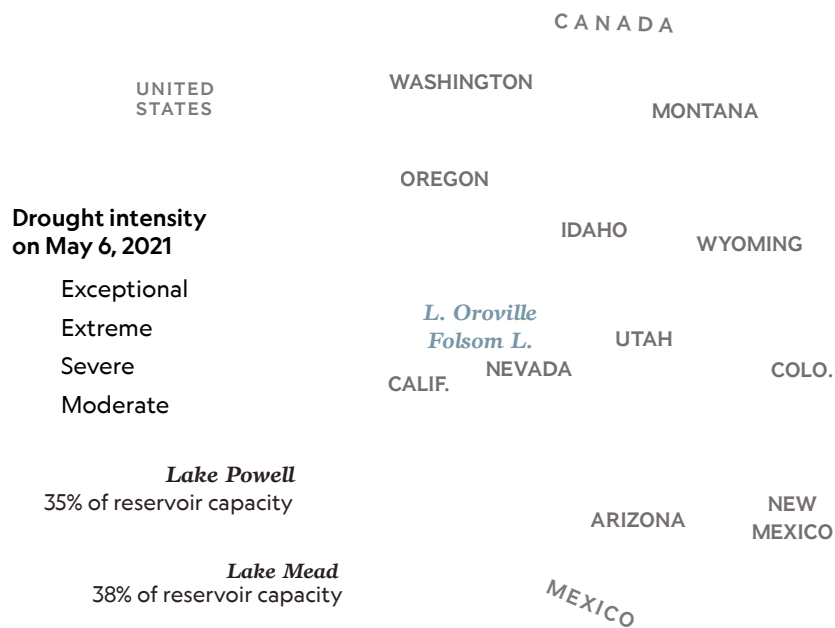 CANADA
UNITED
STATES
WASHINGTON
MONTANA
OREGON
Drought intensity
on May 6, 2021
IDAHO
WYOMING
Exceptional
Extreme
Severe
Moderate
L. Oroville
Folsom L.
UTAH
NEVADA
COLO.
CALIF.
Lake Powell
35% of reservoir capacity
ARIZONA
NEW
MEXICO
Lake Mead
38% of reservoir capacity
MEXICO